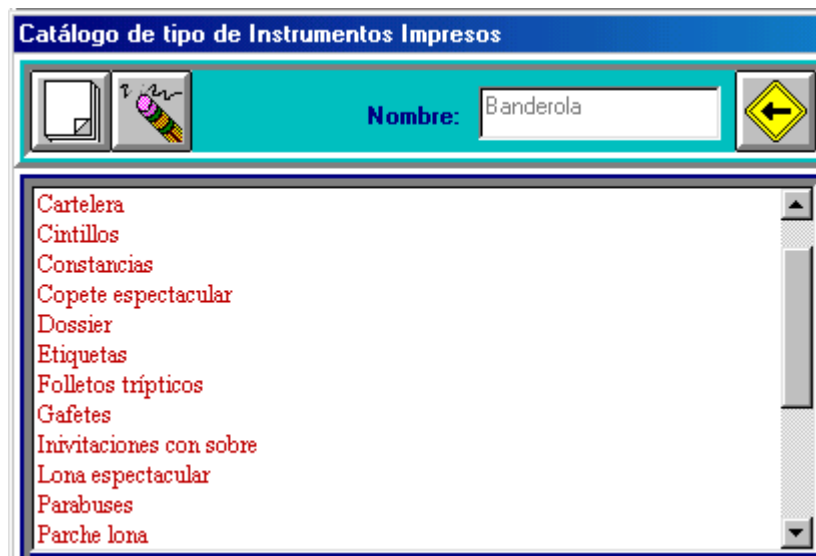 Catálogo de tipo de Instrumentos Impresos
Nombre: Banderola
Cartelera
Cintillos
Constancias
Copete espectacular
Dossier
Etiquetas
Folletos trípticos
Gafetes
Inivitaciones con sobre
Lona espectacular
Parabuses
Parche lona